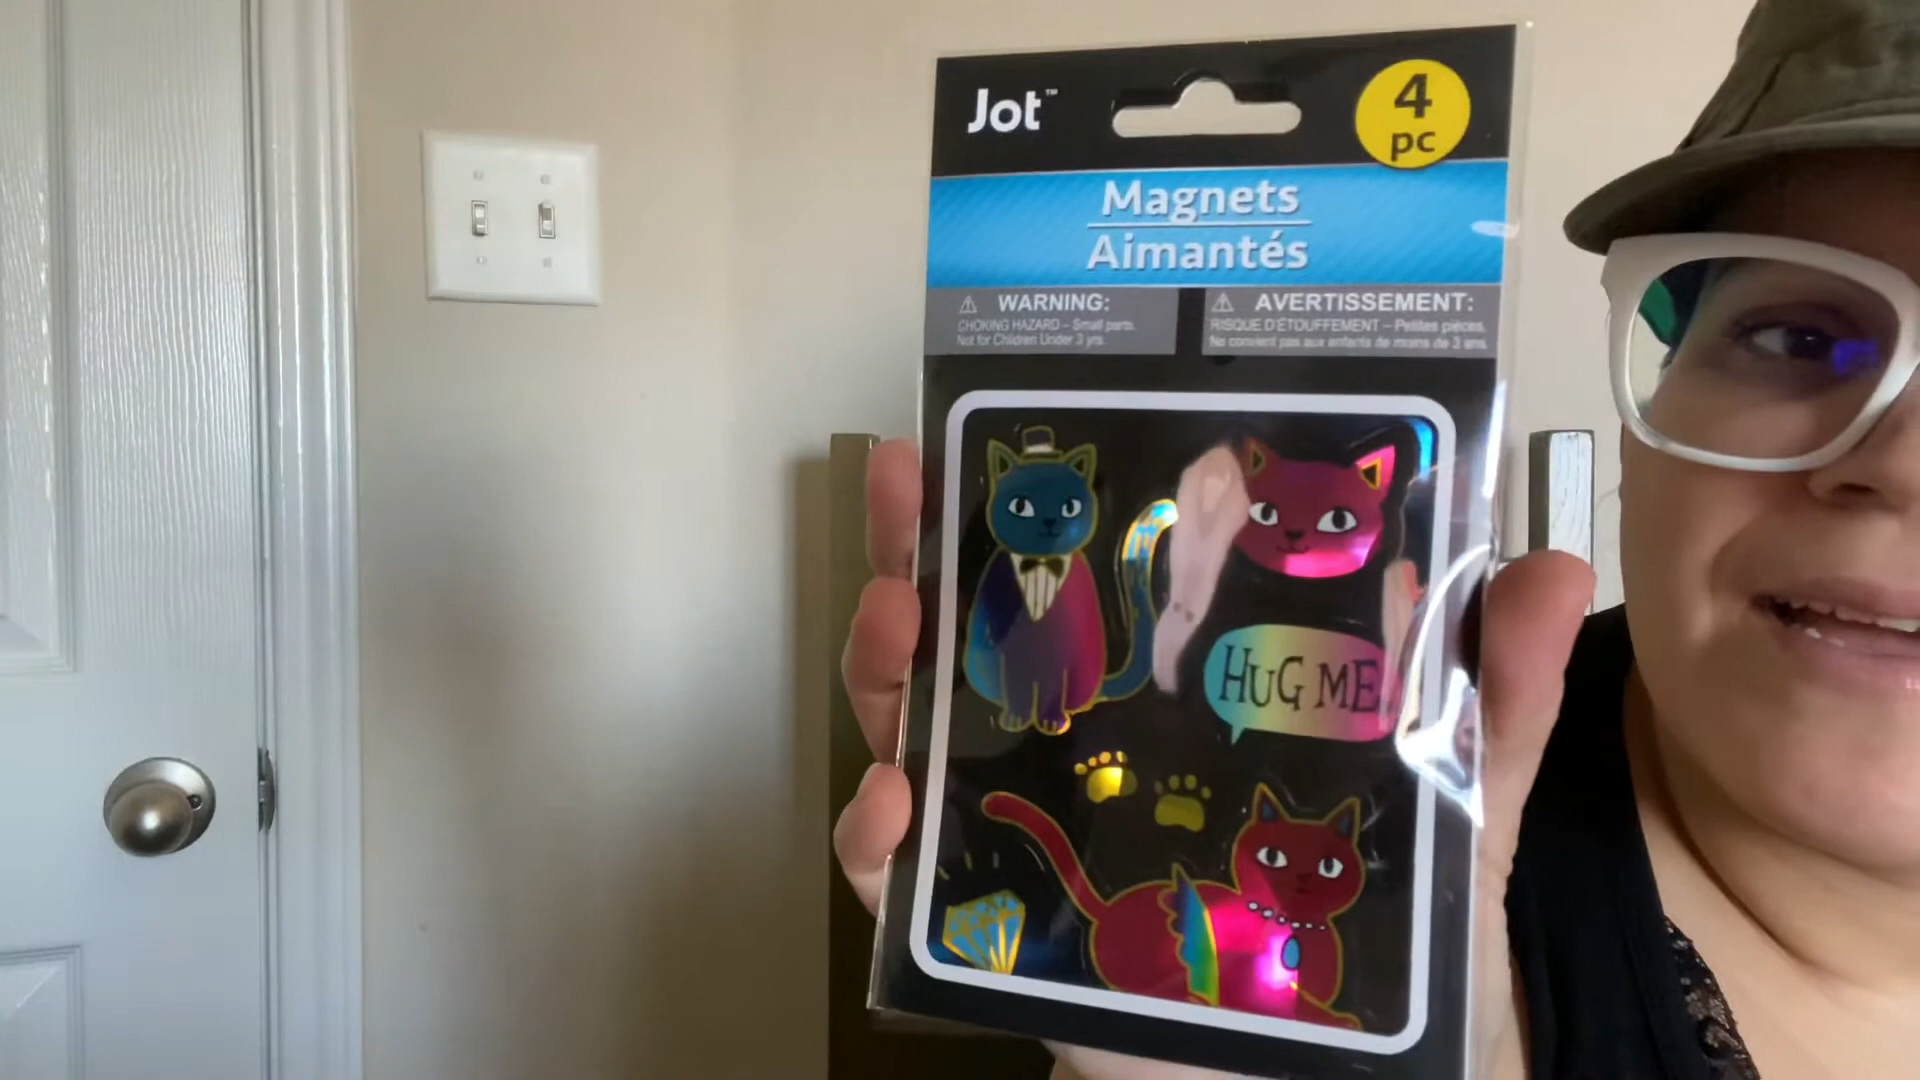 Jot™
4
pc
Magnets
Aimantés
⚠ WARNING:
CHOKING HAZARD – Small parts.
Not for Children Under 3 yrs.
⚠ AVERTISSEMENT:
RISQUE D'ÉTOUFFEMENT – Petites pièces.
Ne convient pas aux enfants de moins de 3 ans.
HUG ME